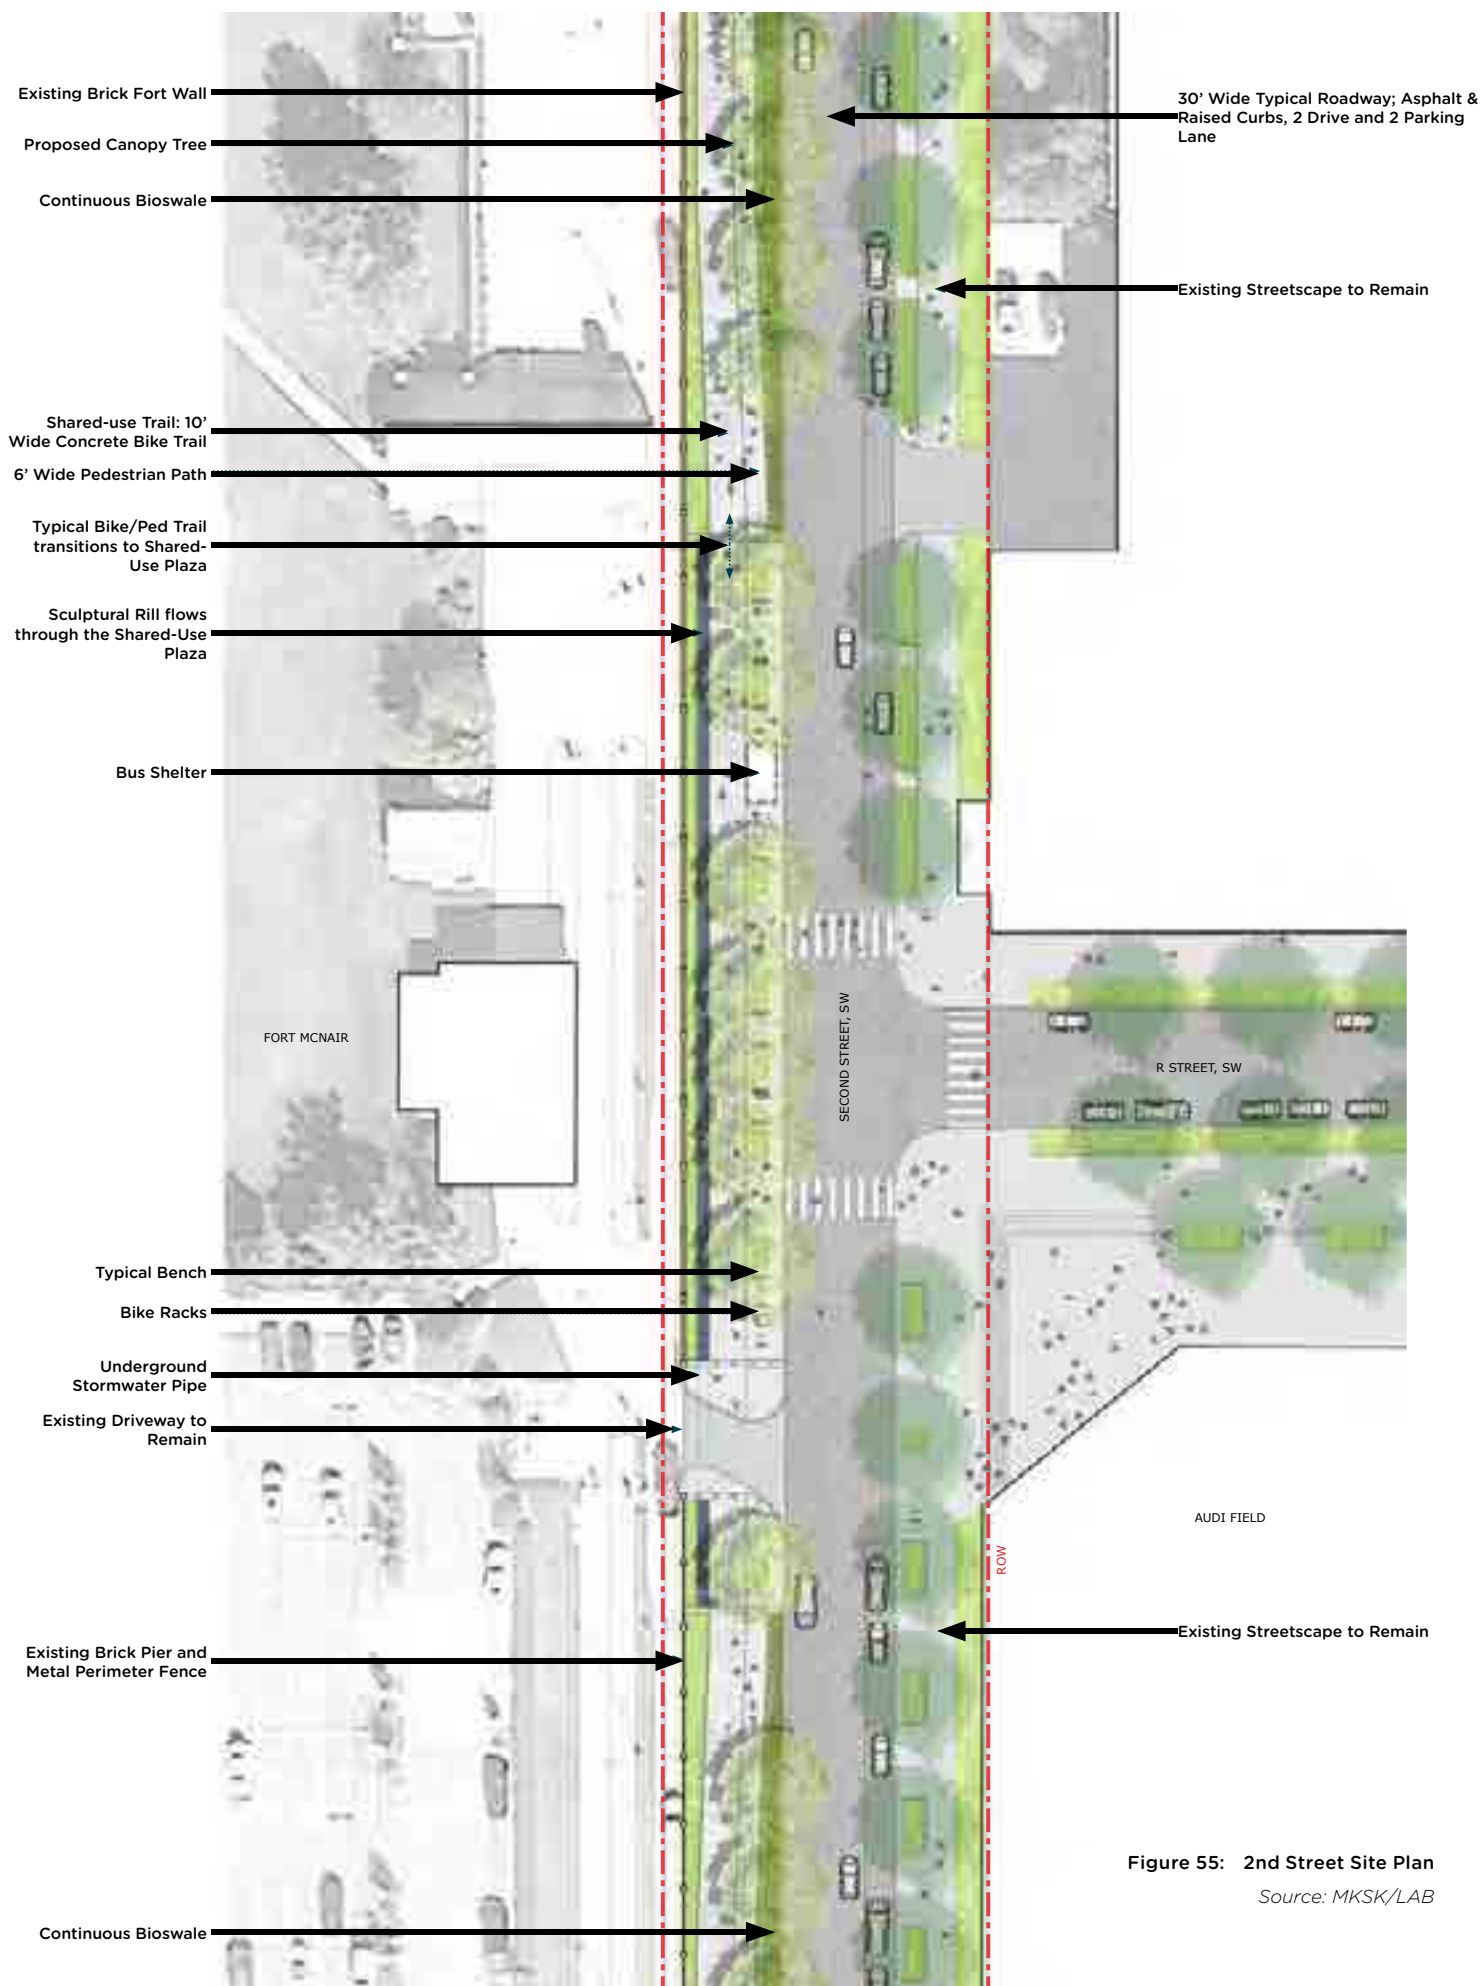 Existing Brick Fort Wall
30’ Wide Typical Roadway; Asphalt &
Raised Curbs, 2 Drive and 2 Parking
Lane
Proposed Canopy Tree
Continuous Bioswale
Existing Streetscape to Remain
Shared-use Trail: 10’
Wide Concrete Bike Trail
6’ Wide Pedestrian Path
Typical Bike/Ped Trail
transitions to Shared-
Use Plaza
Sculptural Rill flows
through the Shared-Use
Plaza
Bus Shelter
FORT MCNAIR
SECOND STREET, SW
R STREET, SW
Typical Bench
Bike Racks
Underground
Stormwater Pipe
Existing Driveway to
Remain
AUDI FIELD
ROW
Existing Streetscape to Remain
Existing Brick Pier and
Metal Perimeter Fence
Continuous Bioswale
Figure 55: 2nd Street Site Plan
Source: MKSK/LAB